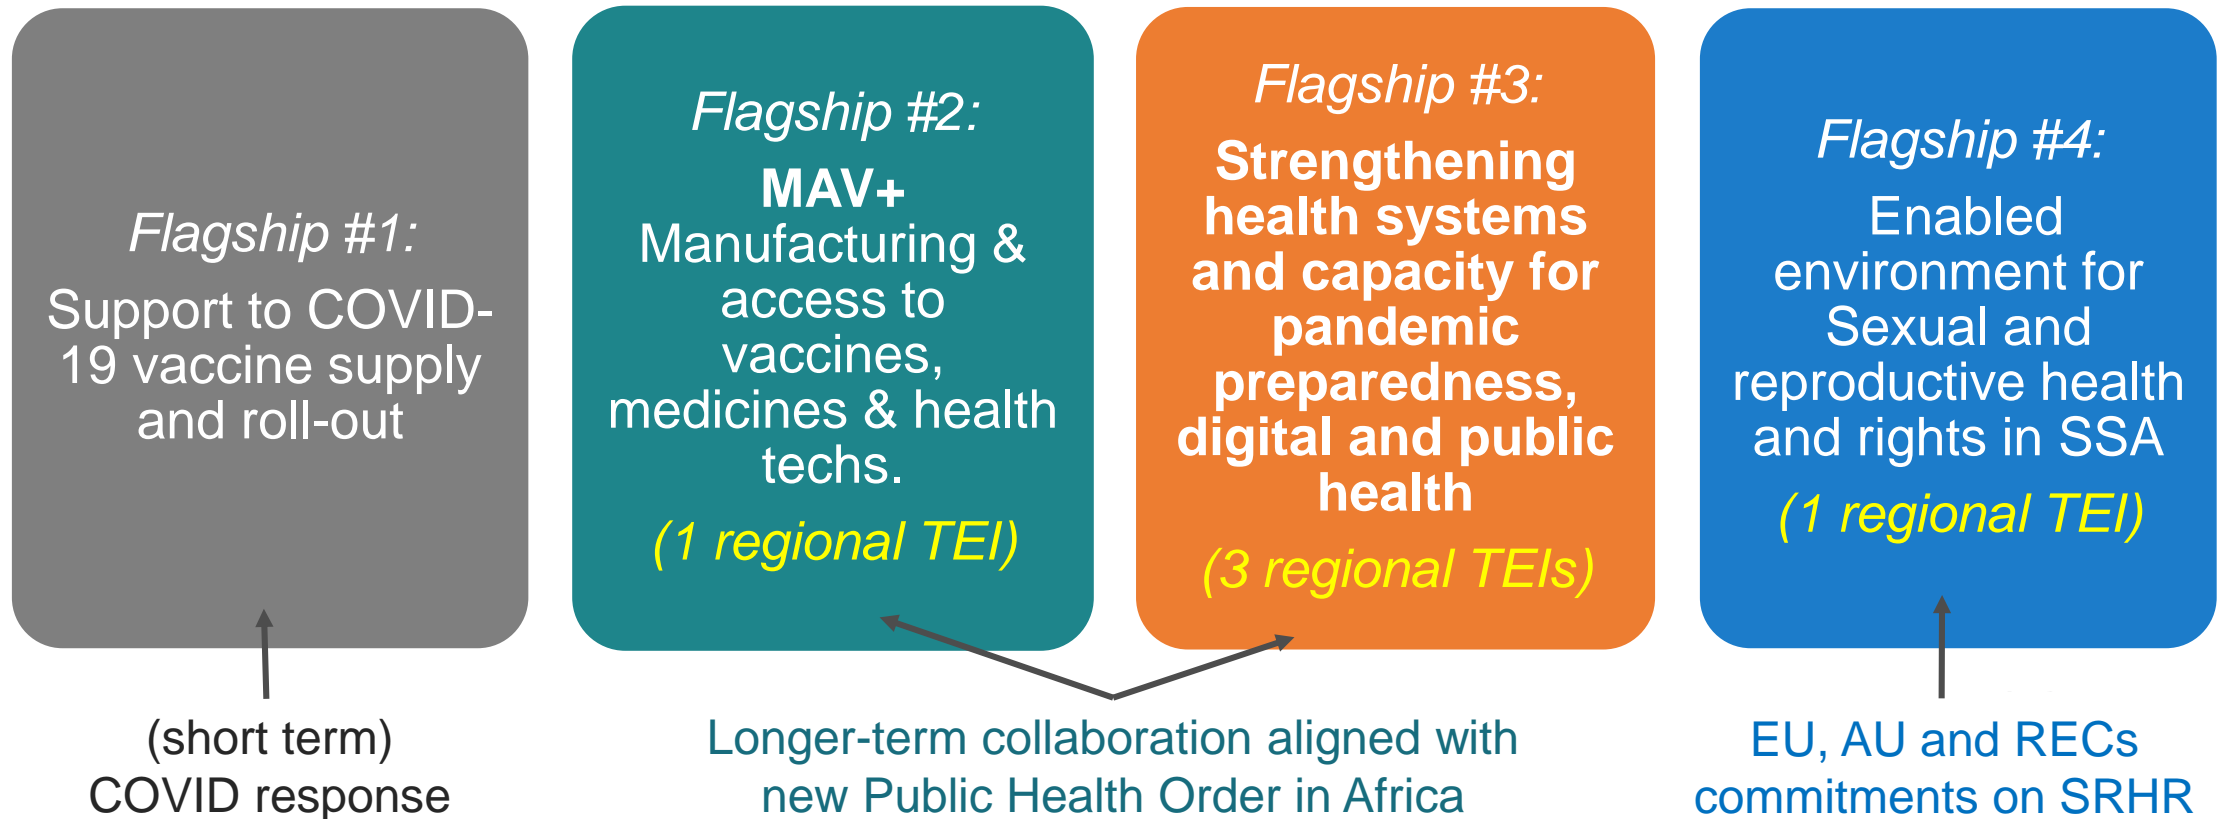 Flagship #1:
Support to COVID-
19 vaccine supply
and roll-out
Flagship #2:
MAV+
Manufacturing &
access to
vaccines,
medicines & health
techs.
(1 regional TEI)
Flagship #3:
Strengthening
health systems
and capacity for
pandemic
preparedness,
digital and public
health
(3 regional TEIs)
Flagship #4:
Enabled
environment for
Sexual and
reproductive health
and rights in SSA
(1 regional TEI)
(short term)
COVID response
Longer-term collaboration aligned with
new Public Health Order in Africa
EU, AU and RECs
commitments on SRHR